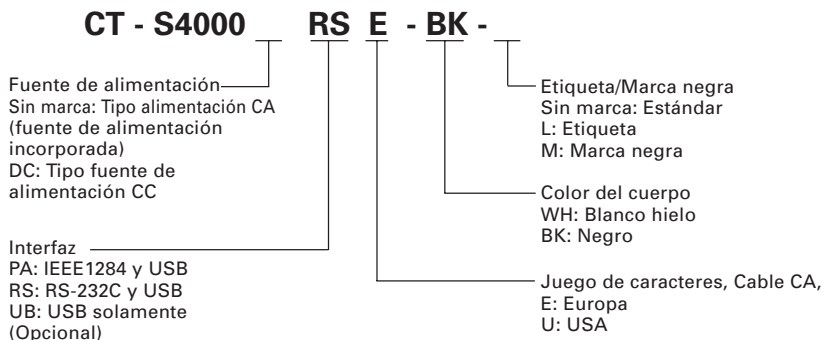 CT - S4000 __ RS E - BK - __
Fuente de alimentación
Sin marca: Tipo alimentación CA
(fuente de alimentación
incorporada)
DC: Tipo fuente de
alimentación CC
Interfaz
PA: IEEE1284 y USB
RS: RS-232C y USB
UB: USB solamente
(Opcional)
Etiqueta/Marca negra
Sin marca: Estándar
L: Etiqueta
M: Marca negra
Color del cuerpo
WH: Blanco hielo
BK: Negro
Juego de caracteres, Cable CA,
E: Europa
U: USA